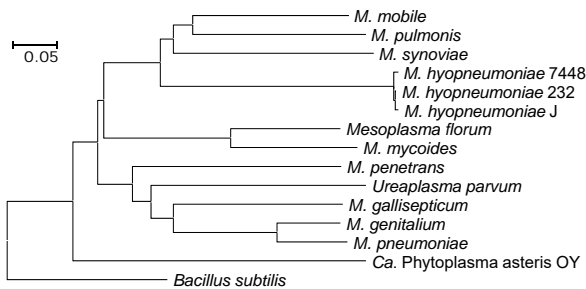 M. mobile
M. pulmonis
0.05
M. synoviae
M. hyopneumoniae 7448
M. hyopneumoniae 232
M. hyopneumoniae J
Mesoplasma florum
M. mycoides
M. penetrans
Ureaplasma parvum
M. gallisepticum
M. genitalium
M. pneumoniae
Ca. Phytoplasma asteris OY
Bacillus subtilis